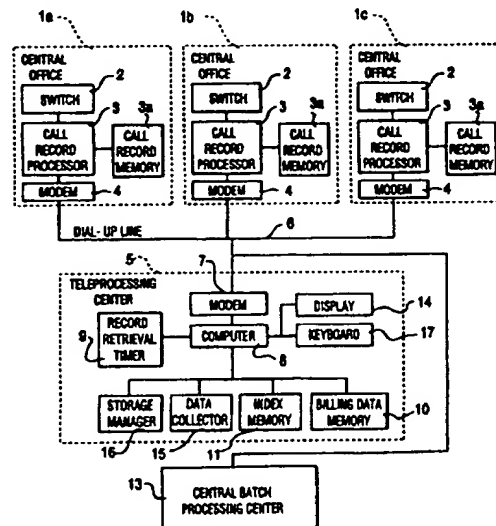 1a
1b
1c
CENTRAL
OFFICE
2
SWITCH
3
3a
CALL
RECORD
PROCESSOR
CALL
RECORD
MEMORY
MODEM
4
CENTRAL
OFFICE
2
SWITCH
3
3a
CALL
RECORD
PROCESSOR
CALL
RECORD
MEMORY
MODEM
4
CENTRAL
OFFICE
2
SWITCH
3
3a
CALL
RECORD
PROCESSOR
CALL
RECORD
MEMORY
MODEM
4
DIAL-UP LINE
6
5
7
TELEPROCESSING
CENTER
MODEM
DISPLAY
14
RECORD
RETRIEVAL
TIMER
9
COMPUTER
8
KEYBOARD
17
STORAGE
MANAGER
16
DATA
COLLECTOR
15
INDEX
MEMORY
11
BILLING DATA
MEMORY
10
13
CENTRAL BATCH
PROCESSING CENTER